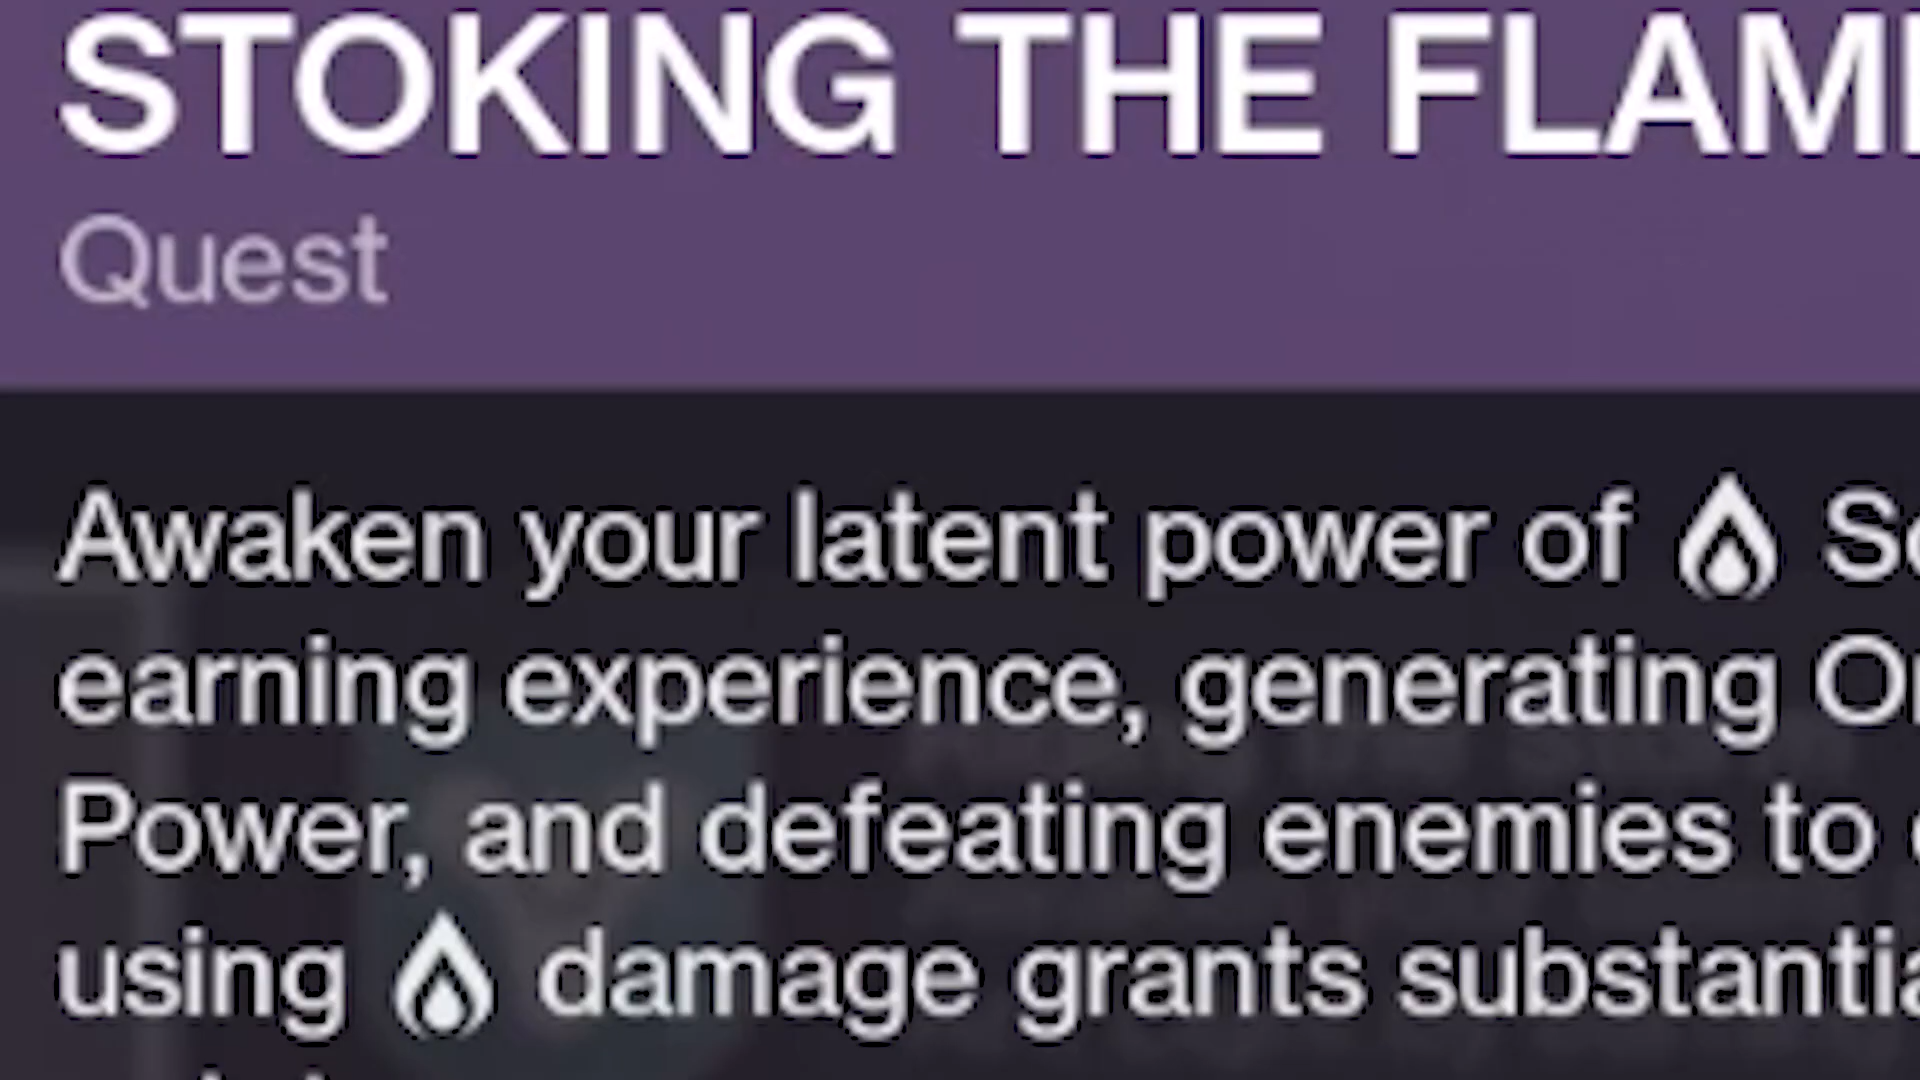 STOKING THE FLAM
Quest
Awaken your latent power of
earning experience, generating
Power, and defeating enemies to
using damage grants